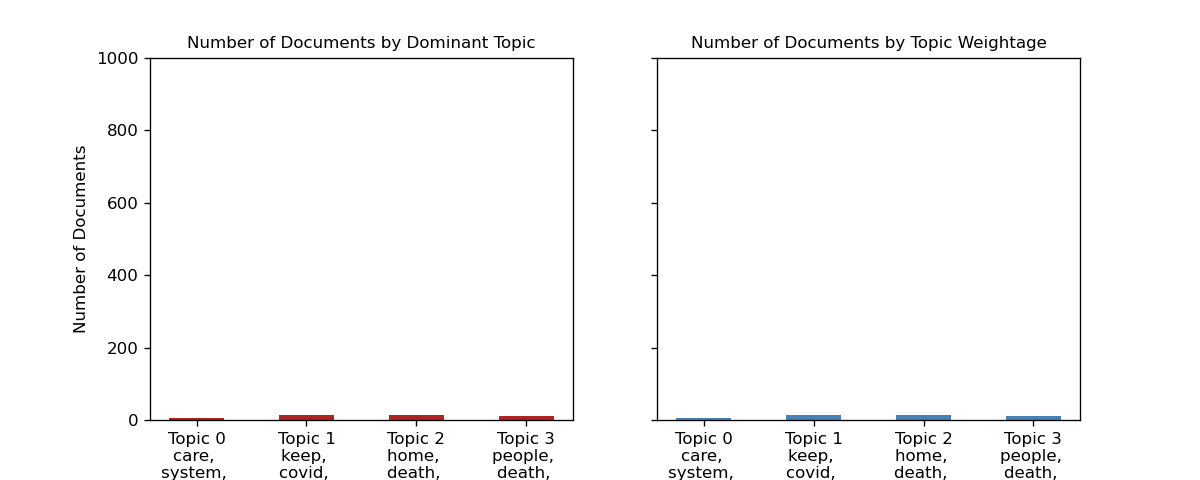 Number of Documents by Dominant Topic
Number of Documents
1000
800
600
400
200
0
Topic 0
care,
system,
Topic 1
keep,
covid,
Topic 2
home,
death,
Topic 3
people,
death,
Number of Documents by Topic Weightage
Topic 0
care,
system,
Topic 1
keep,
covid,
Topic 2
home,
death,
Topic 3
people,
death,